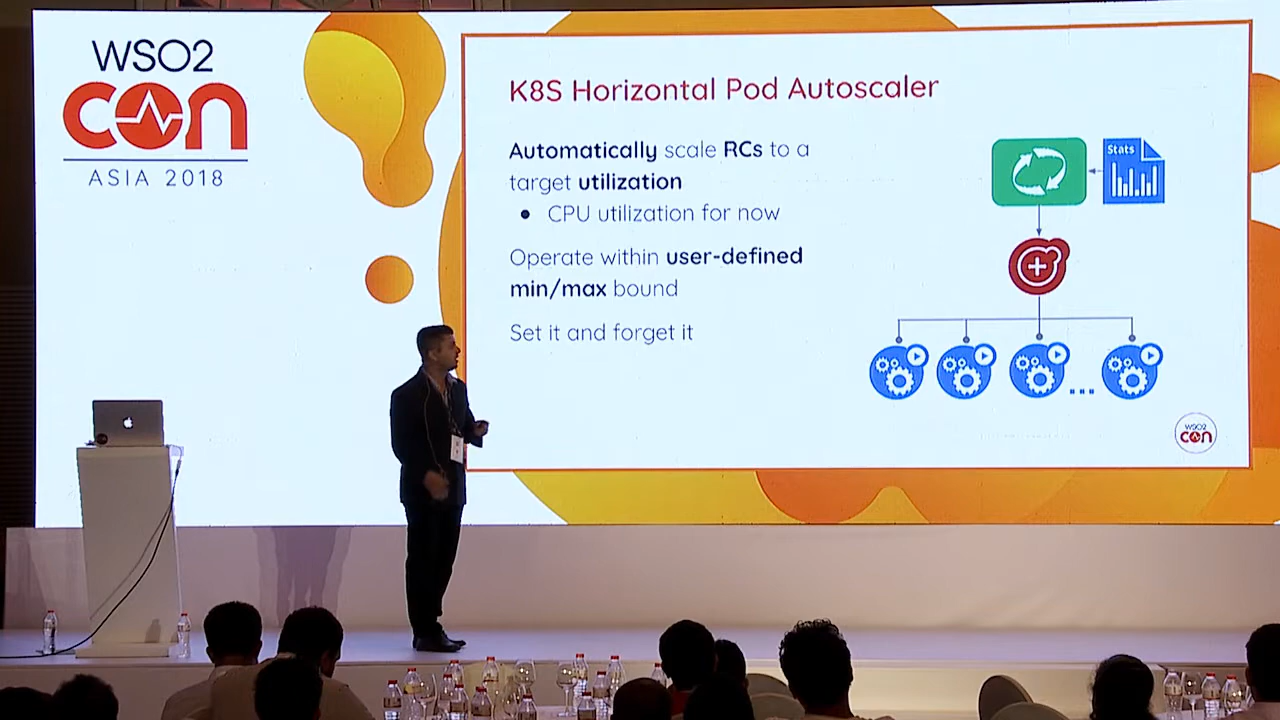 WSO2
con
ASIA 2018
K8S Horizontal Pod Autoscaler
Automatically scale RCs to a
target utilization
• CPU utilization for now
Operate within user-defined
min/max bound
Set it and forget it
Stats
...
WSO2
con